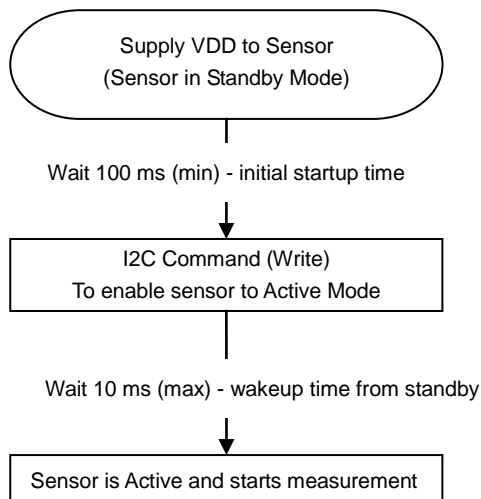 Supply VDD to Sensor
(Sensor in Standby Mode)
Wait 100 ms (min) - initial startup time
I2C Command (Write)
To enable sensor to Active Mode
Wait 10 ms (max) - wakeup time from standby
Sensor is Active and starts measurement